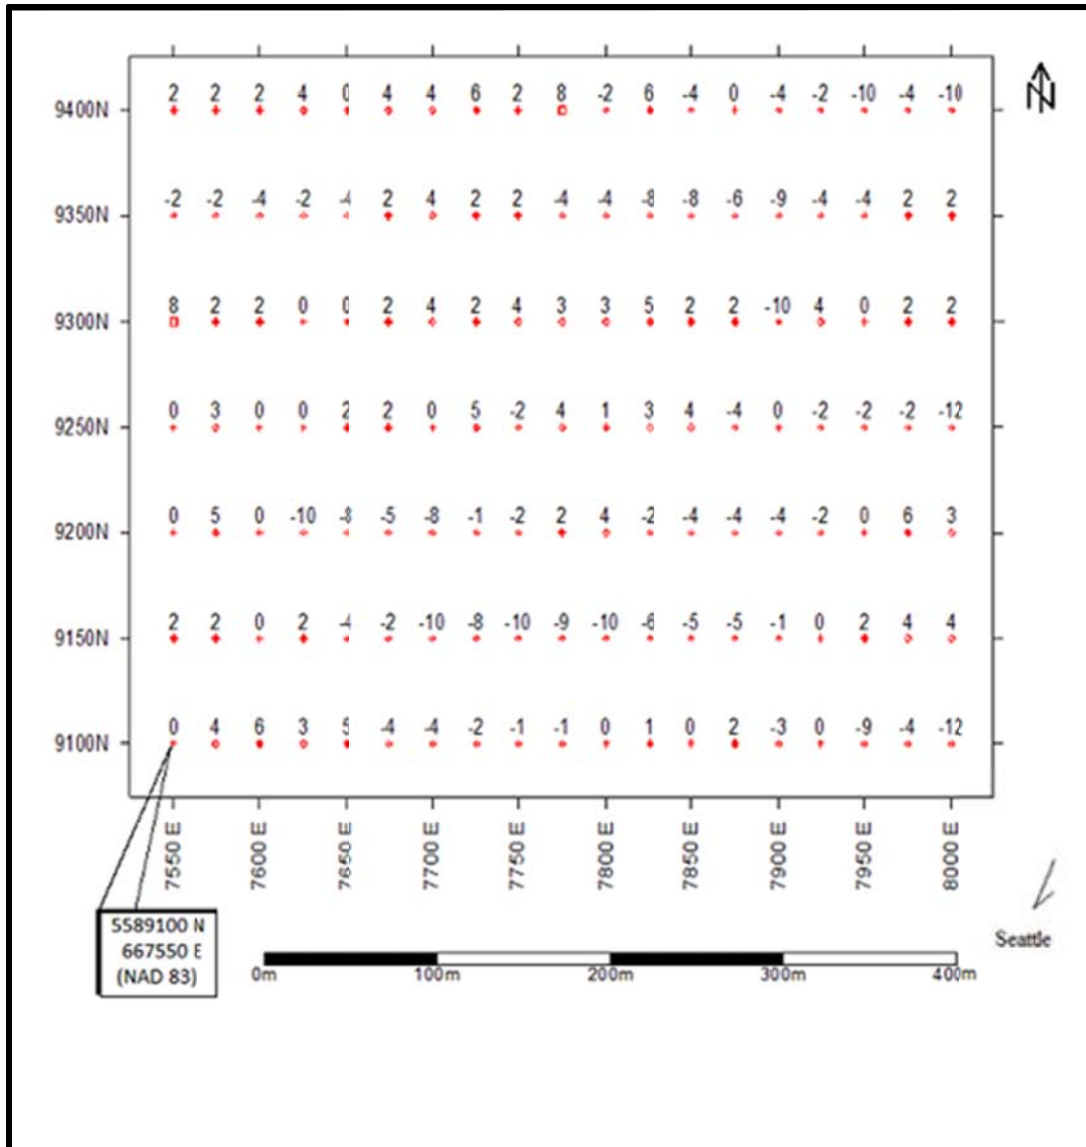 N
2 2 2 4 0 4 4 6 2 8 -2 6 -4 0 -4 -2 -10 -4 -10
9400N
-2 -2 -4 -2 -4 2 4 2 2 -4 -4 -8 -8 -6 -9 -4 -4 2 2
9350N
8 2 2 0 0 2 4 2 4 3 3 5 2 2 -10 4 0 2 2
9300N
0 3 0 0 2 2 0 5 -2 4 1 3 4 -4 0 -2 -2 -2 -12
9250N
0 5 0 -10 -8 -5 -8 -1 -2 2 4 -2 -4 -4 -4 -2 0 6 3
9200N
2 2 0 2 -4 -2 -10 -8 -10 -9 -10 -6 -5 -5 -1 0 2 4 4
9150N
0 4 6 3 5 -4 -4 -2 -1 -1 0 1 0 2 -3 0 -9 -4 -12
9100N
7550 E 7600 E 7650 E 7700 E 7750 E 7800 E 7850 E 7900 E 7950 E 8000 E
5589100 N
667550 E
(NAD 83)
Seattle
0m 100m 200m 300m 400m